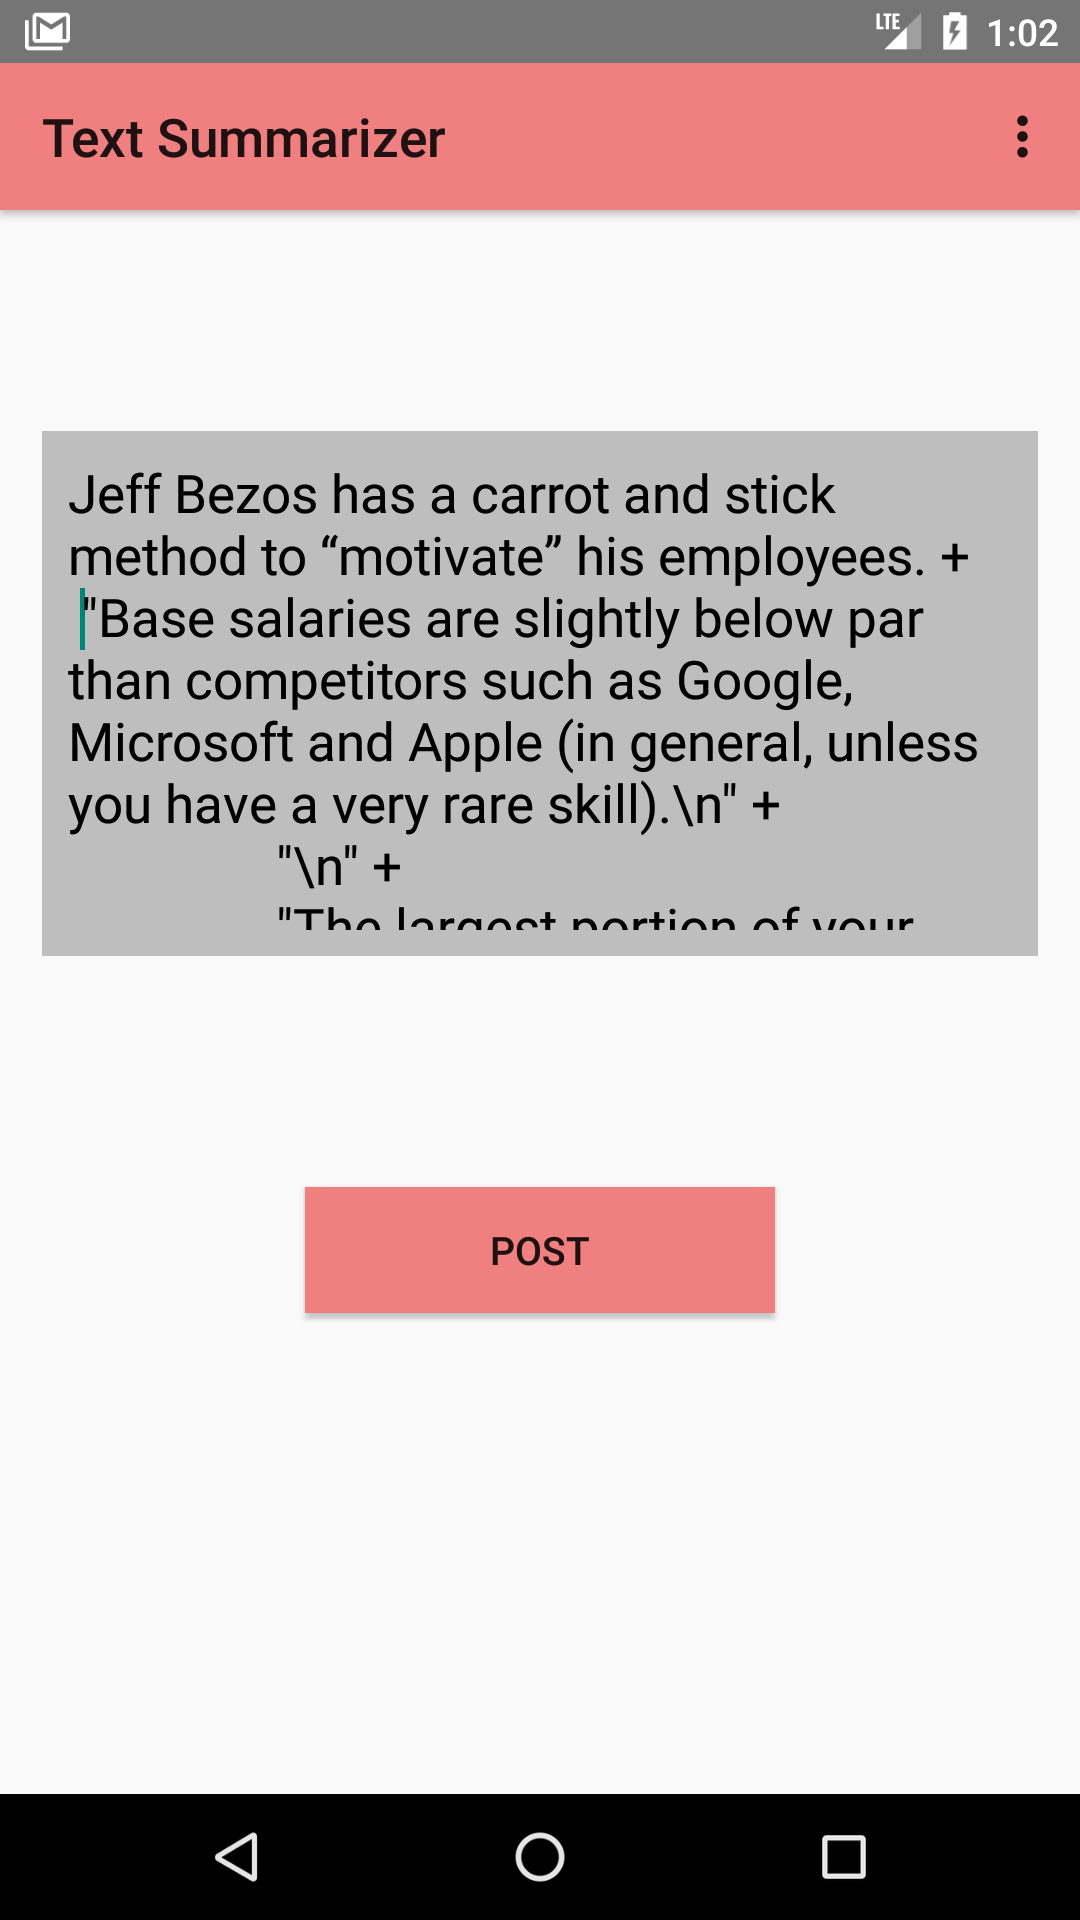 LTE 1:02
Text Summarizer
Jeff Bezos has a carrot and stick
method to “motivate” his employees. +
"Base salaries are slightly below par
than competitors such as Google,
Microsoft and Apple (in general, unless
you have a very rare skill).\n" +
"\n" +
"The largest portion of your
POST